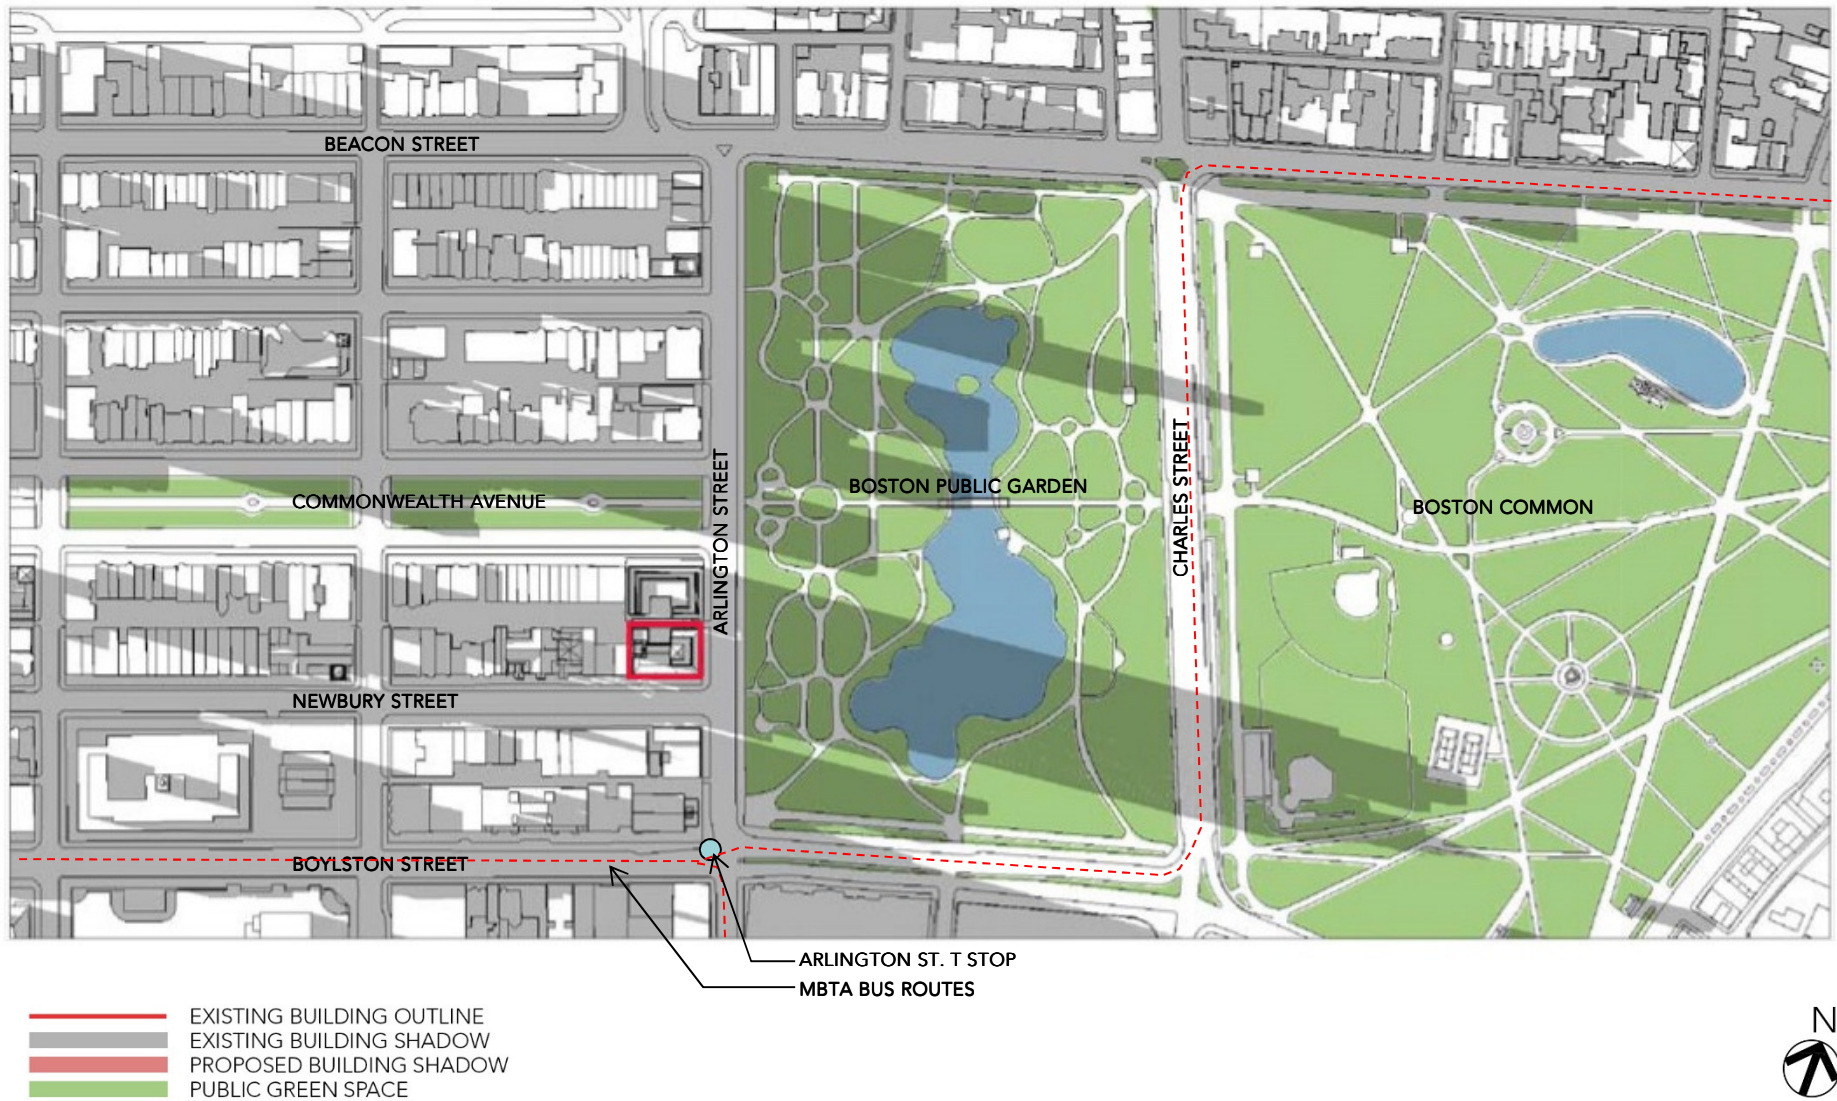 BEACON STREET
COMMONWEALTH AVENUE
ARLINGTON STREET
BOSTON PUBLIC GARDEN
CHARLES STREET
BOSTON COMMON
NEWBURY STREET
BOYLSTON STREET
ARLINGTON ST. T STOP
MBTA BUS ROUTES
EXISTING BUILDING OUTLINE
EXISTING BUILDING SHADOW
PROPOSED BUILDING SHADOW
PUBLIC GREEN SPACE
N